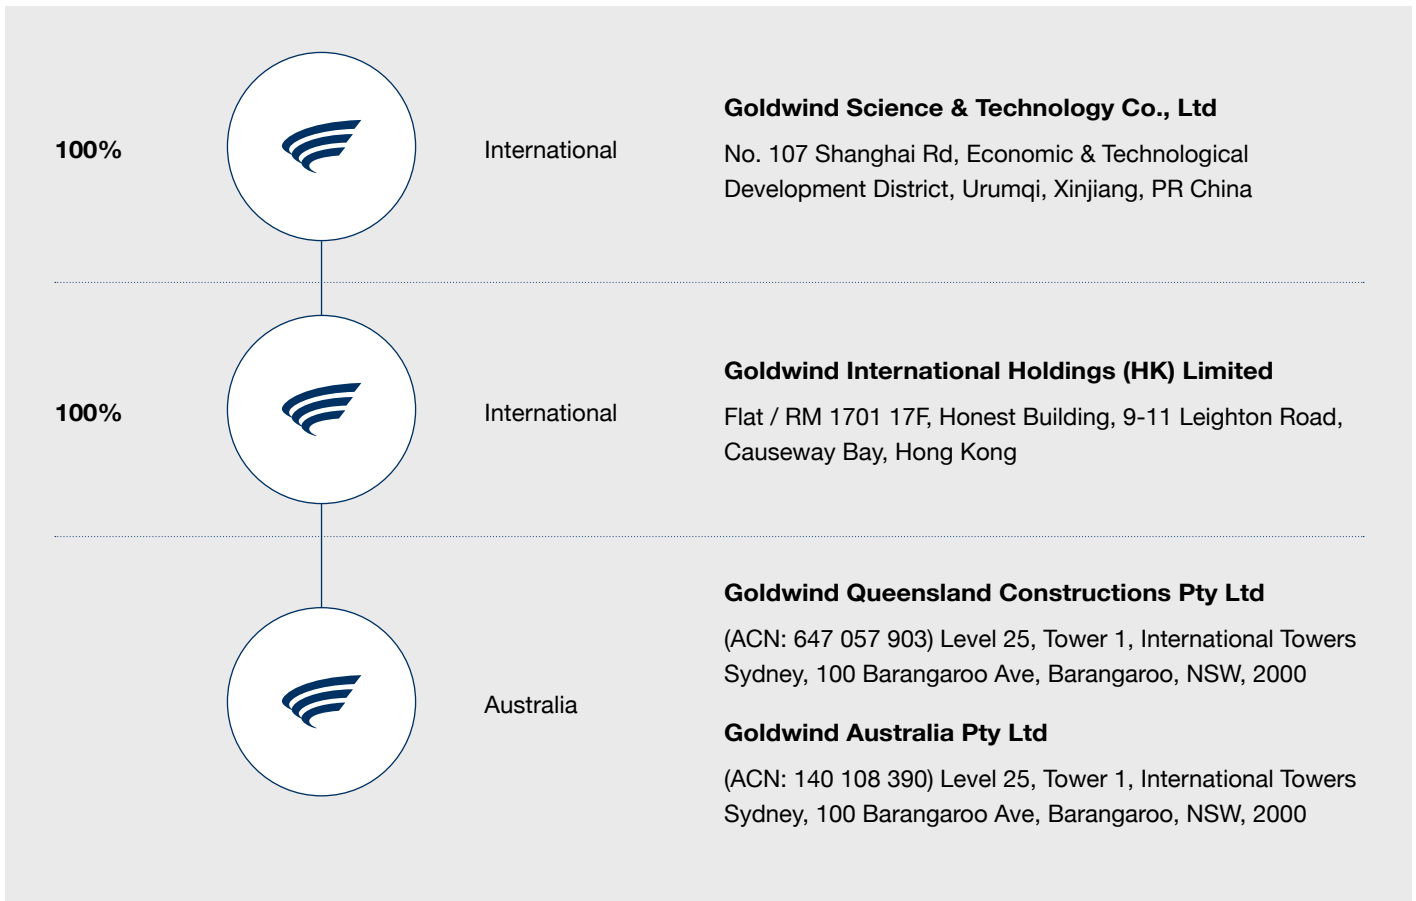 100%
International
Goldwind Science & Technology Co., Ltd
No. 107 Shanghai Rd, Economic & Technological
Development District, Urumqi, Xinjiang, PR China
100%
International
Goldwind International Holdings (HK) Limited
Flat / RM 1701 17F, Honest Building, 9-11 Leighton Road,
Causeway Bay, Hong Kong
Australia
Goldwind Queensland Constructions Pty Ltd
(ACN: 647 057 903) Level 25, Tower 1, International Towers
Sydney, 100 Barangaroo Ave, Barangaroo, NSW, 2000
Goldwind Australia Pty Ltd
(ACN: 140 108 390) Level 25, Tower 1, International Towers
Sydney, 100 Barangaroo Ave, Barangaroo, NSW, 2000